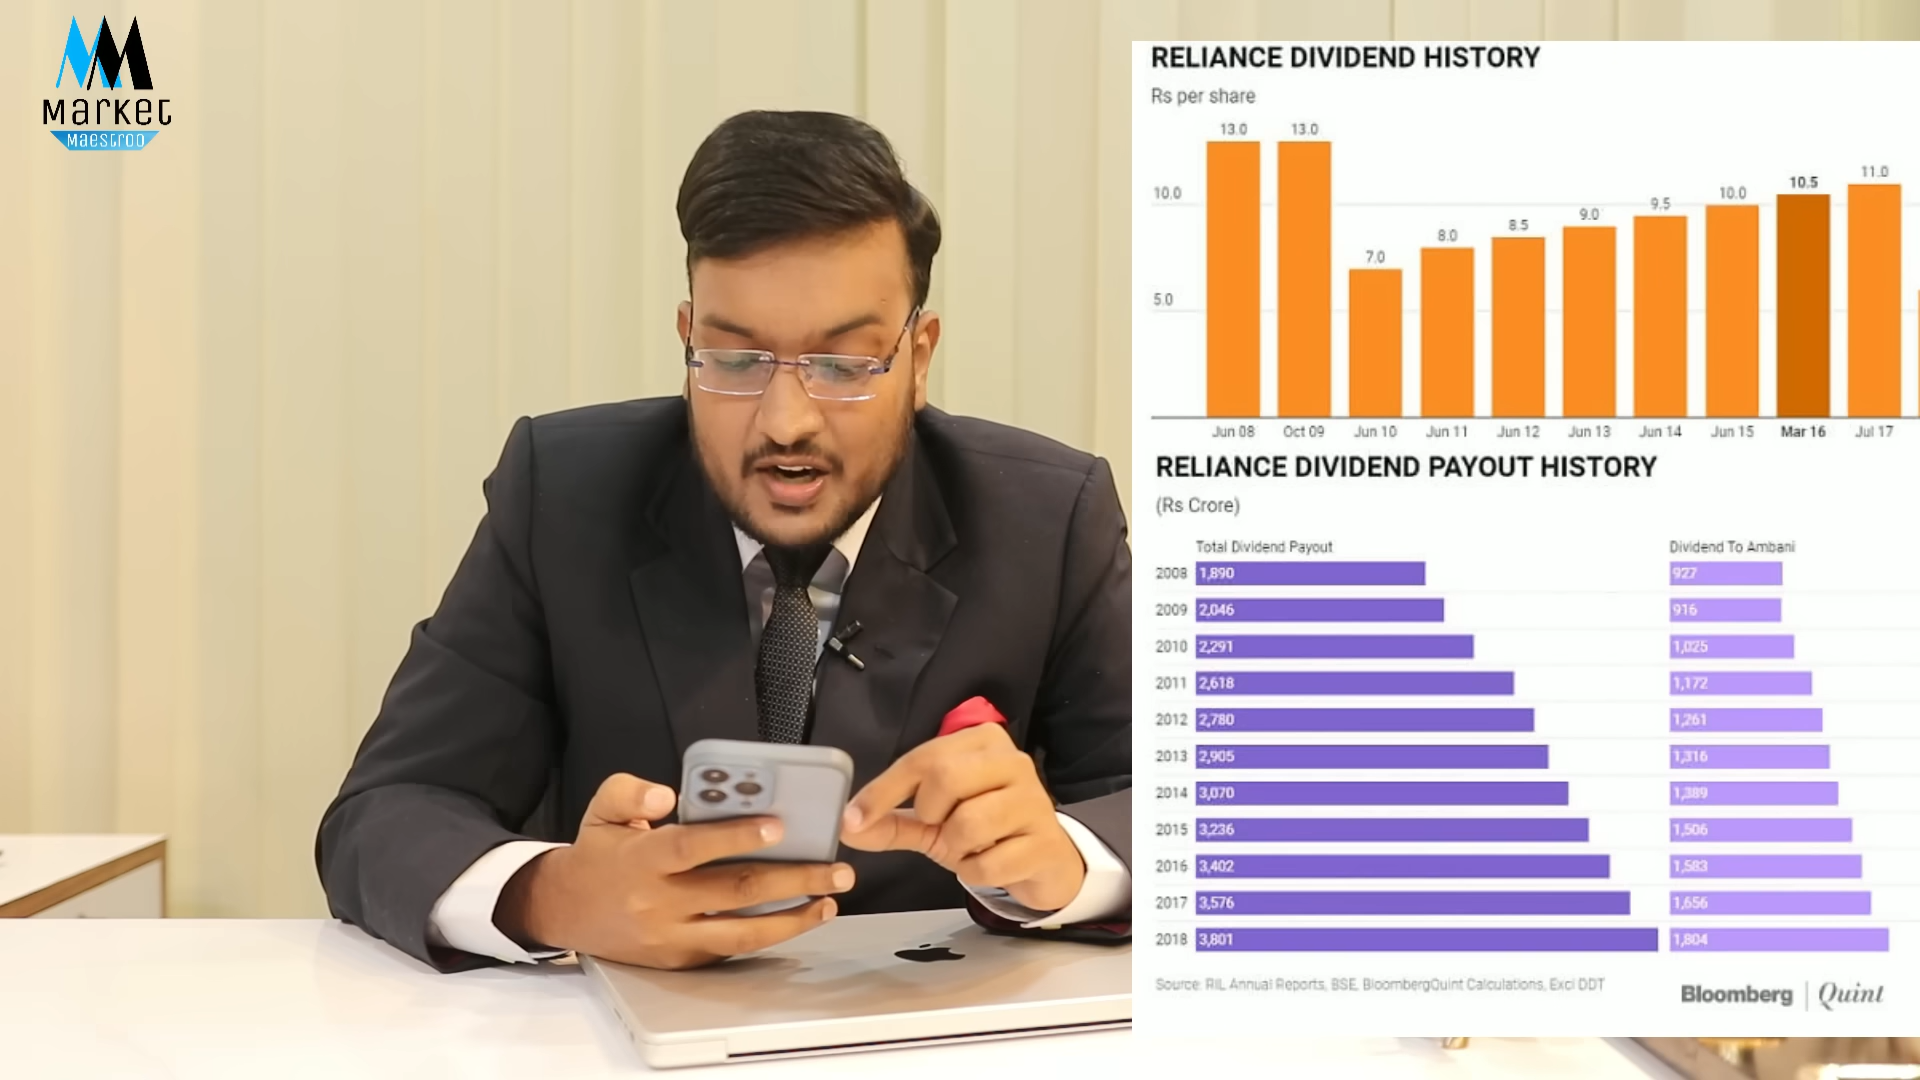 Market
Maestroo
RELIANCE DIVIDEND HISTORY
Rs per share
13.0 13.0 7.0 8.0 8.5 9.0 9.5 10.0 10.5 11.0
10.0
5.0
Jun 08 Oct 09 Jun 10 Jun 11 Jun 12 Jun 13 Jun 14 Jun 15 Mar 16 Jul 17
RELIANCE DIVIDEND PAYOUT HISTORY
(Rs Crore)
Total Dividend Payout Dividend To Ambani
2008 1,890 927
2009 2,046 916
2010 2,291 1,025
2011 2,618 1,172
2012 2,780 1,261
2013 2,905 1,316
2014 3,070 1,389
2015 3,236 1,506
2016 3,402 1,583
2017 3,576 1,656
2018 3,801 1,804
Source: RIL Annual Reports, BSE, BloombergQuint Calculations, Excl DDT
Bloomberg | Quint